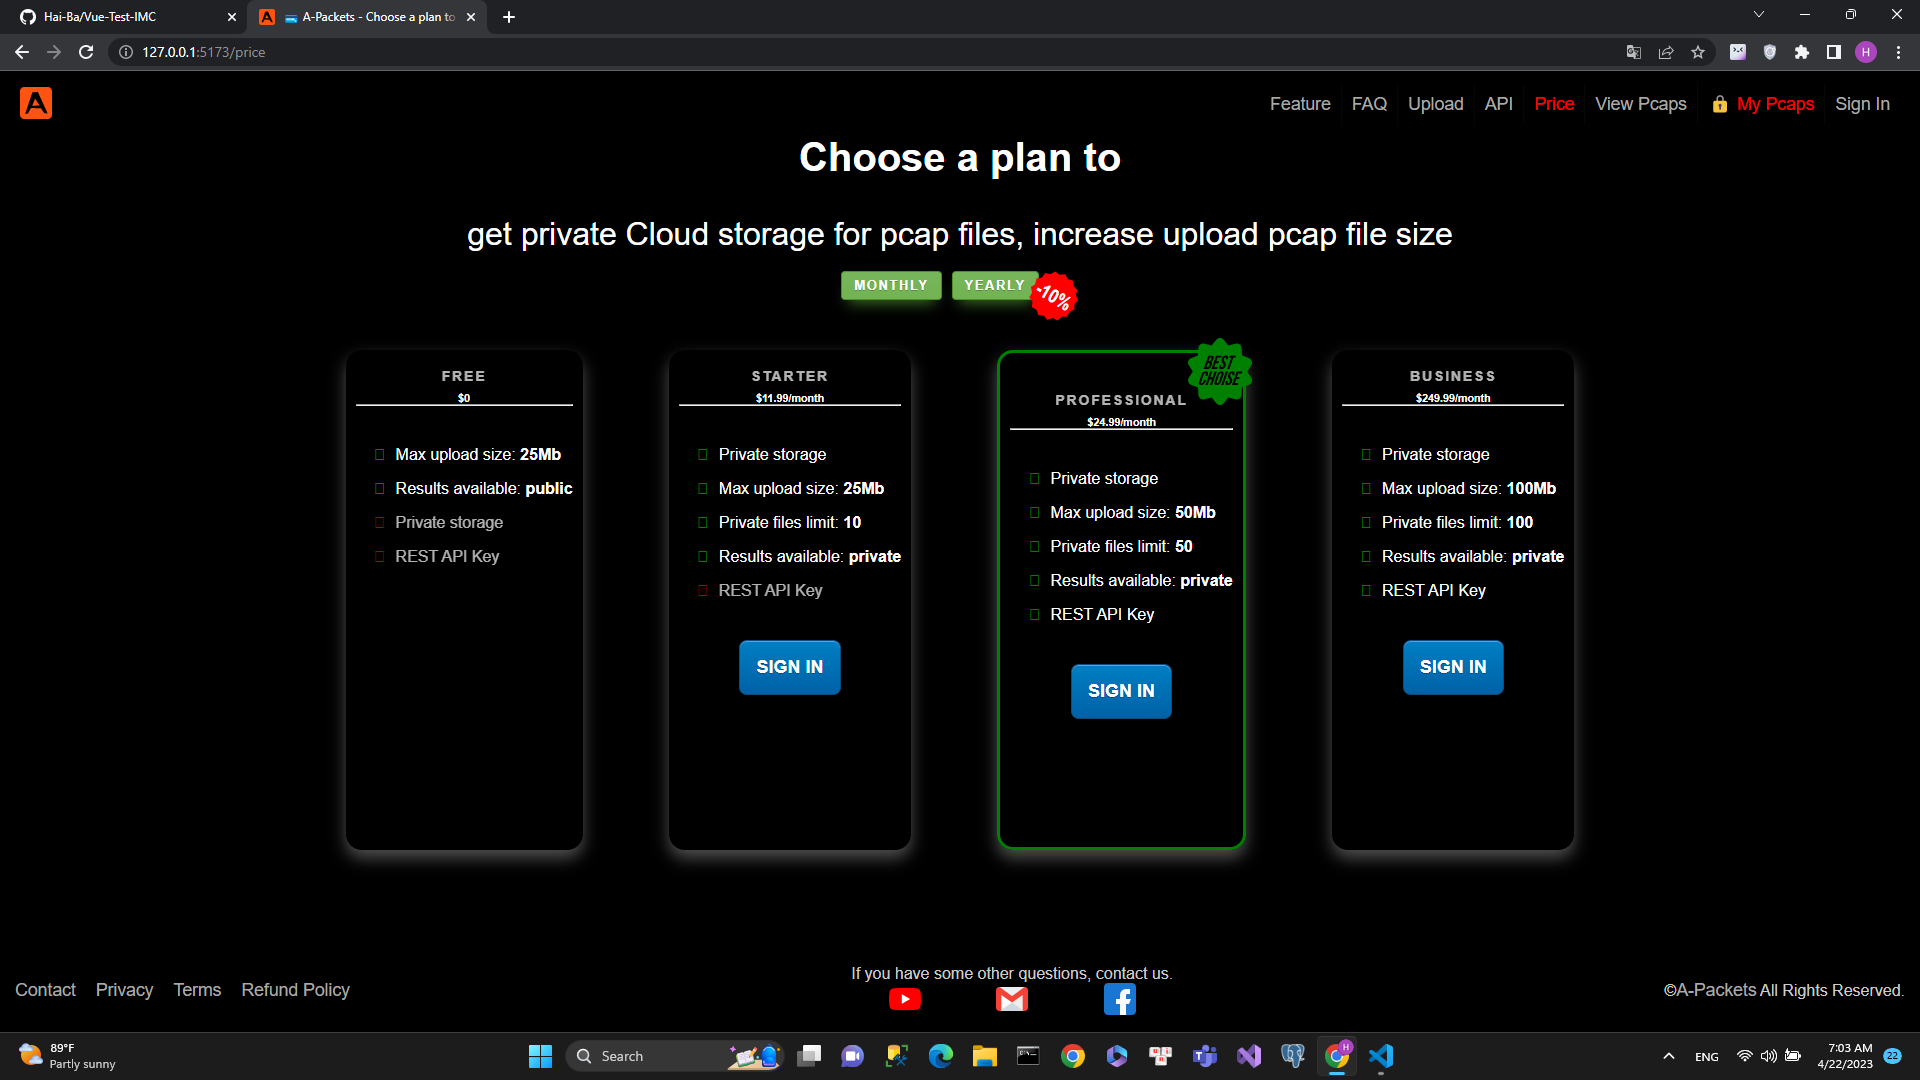 Hai-Ba/Vue-Test-IMC
A-Packets - Choose a plan to
127.0.0.1:5173/price
H
A
Feature
FAQ
Upload
API
Price
View Pcaps
My Pcaps
Sign In
Choose a plan to
get private Cloud storage for pcap files, increase upload pcap file size
MONTHLY
YEARLY
-10%
FREE
$0
Max upload size: 25Mb
Results available: public
Private storage
REST API Key
STARTER
$11.99/month
Private storage
Max upload size: 25Mb
Private files limit: 10
Results available: private
REST API Key
SIGN IN
BEST
CHOISE
PROFESSIONAL
$24.99/month
Private storage
Max upload size: 50Mb
Private files limit: 50
Results available: private
REST API Key
SIGN IN
BUSINESS
$249.99/month
Private storage
Max upload size: 100Mb
Private files limit: 100
Results available: private
REST API Key
SIGN IN
Contact
Privacy
Terms
Refund Policy
If you have some other questions, contact us.
©A-Packets All Rights Reserved.
89°F
Partly sunny
Search
H
ENG
7:03 AM
4/22/2023
22